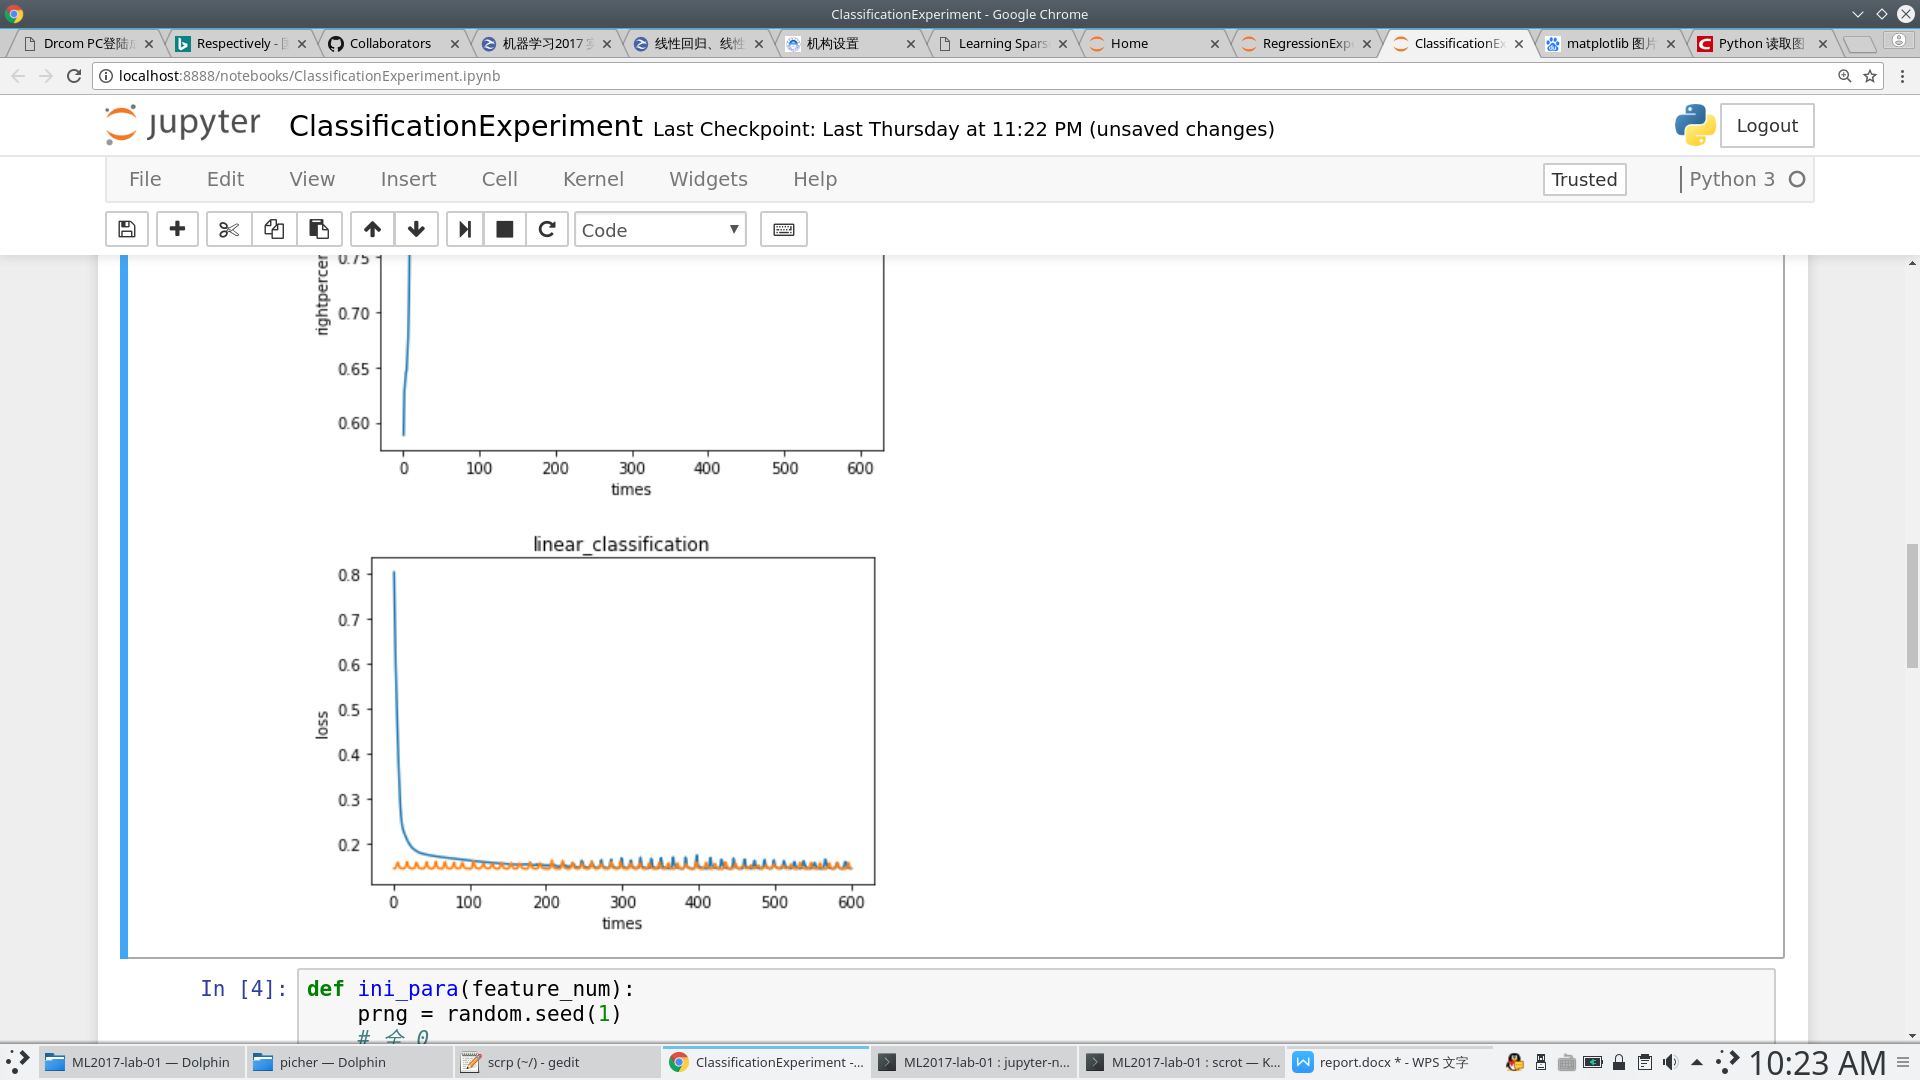 ClassificationExperiment - Google Chrome
Drcom PC登陆
Respectively -
Collaborators
机器学习2017
线性回归、线性
机构设置
Learning Spars
Home
RegressionExp
ClassificationEx
matplotlib 图片
Python 读取图
localhost:8888/notebooks/ClassificationExperiment.ipynb
jupyter ClassificationExperiment Last Checkpoint: Last Thursday at 11:22 PM (unsaved changes)
Logout
File Edit View Insert Cell Kernel Widgets Help
Trusted
Python 3
Code
0.75
0.70
0.65
0.60
rightpercen
0 100 200 300 400 500 600
times
linear_classification
0.8
0.7
0.6
0.5
0.4
0.3
0.2
loss
0 100 200 300 400 500 600
times
In [4]: def ini_para(feature_num):
prng = random.seed(1)
# 全 0
ML2017-lab-01 — Dolphin
picher — Dolphin
scrp (~/) - gedit
ClassificationExperiment -...
ML2017-lab-01 : jupyter-n...
ML2017-lab-01 : scrot — K...
report.docx * - WPS 文字
10:23 AM